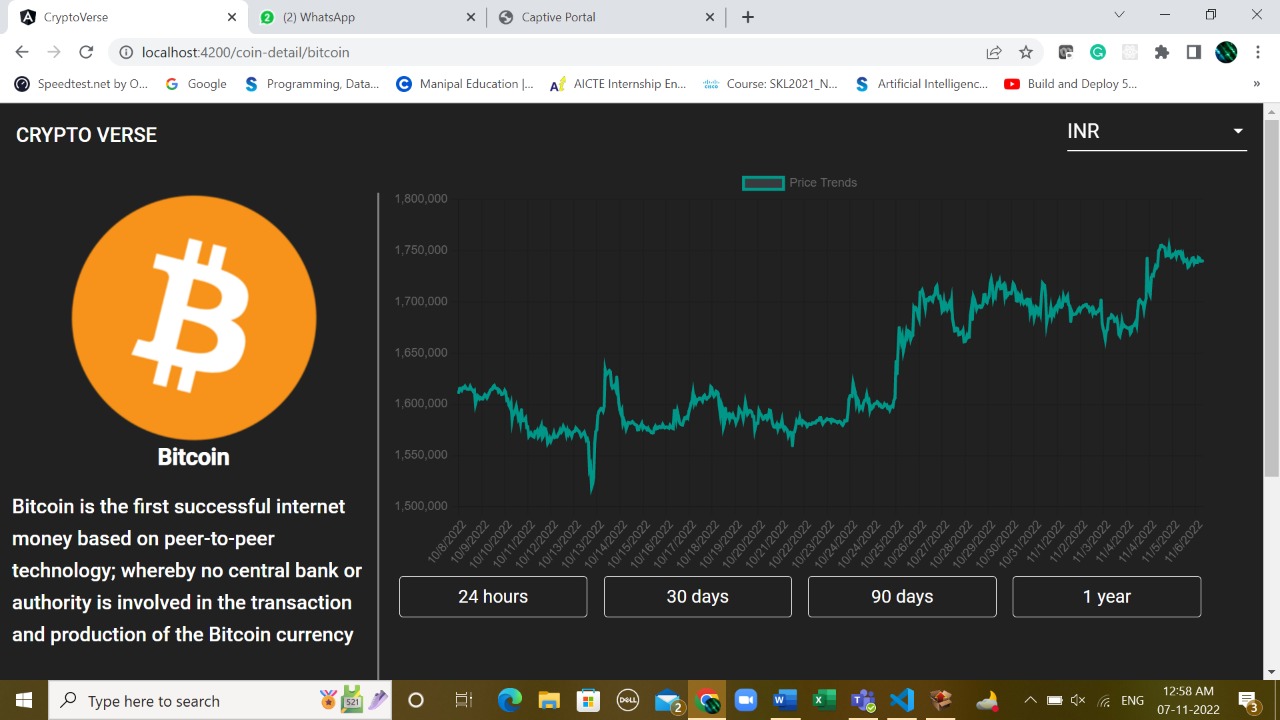 CryptoVerse
(2) WhatsApp
Captive Portal
localhost:4200/coin-detail/bitcoin
Speedtest.net by O...
Google
Programming, Data...
Manipal Education |...
AICTE Internship En...
Course: SKL2021_N...
Artificial Intelligenc...
Build and Deploy 5...
»
CRYPTO VERSE
INR
Bitcoin
Bitcoin is the first successful internet
money based on peer-to-peer
technology; whereby no central bank or
authority is involved in the transaction
and production of the Bitcoin currency
Price Trends
1,800,000
1,750,000
1,700,000
1,650,000
1,600,000
1,550,000
1,500,000
10/8/2022
10/9/2022
10/10/2022
10/11/2022
10/12/2022
10/13/2022
10/13/2022
10/14/2022
10/15/2022
10/16/2022
10/17/2022
10/18/2022
10/19/2022
10/20/2022
10/21/2022
10/22/2022
10/23/2022
10/24/2022
10/24/2022
10/25/2022
10/26/2022
10/27/2022
10/28/2022
10/29/2022
10/30/2022
10/31/2022
11/1/2022
11/2/2022
11/3/2022
11/4/2022
11/4/2022
11/5/2022
11/6/2022
24 hours
30 days
90 days
1 year
Type here to search
521
DELL
2
ENG
12:58 AM
07-11-2022
3